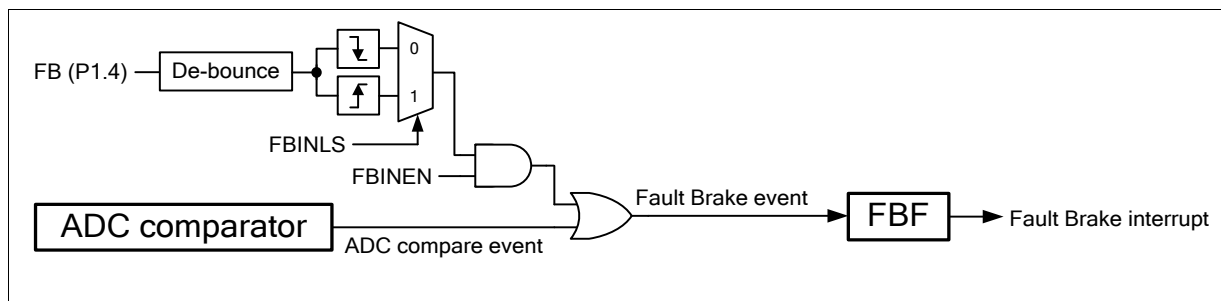 FB (P1.4)
De-bounce
0
1
FBINLS
FBINEN
ADC comparator
ADC compare event
Fault Brake event
FBF
Fault Brake interrupt